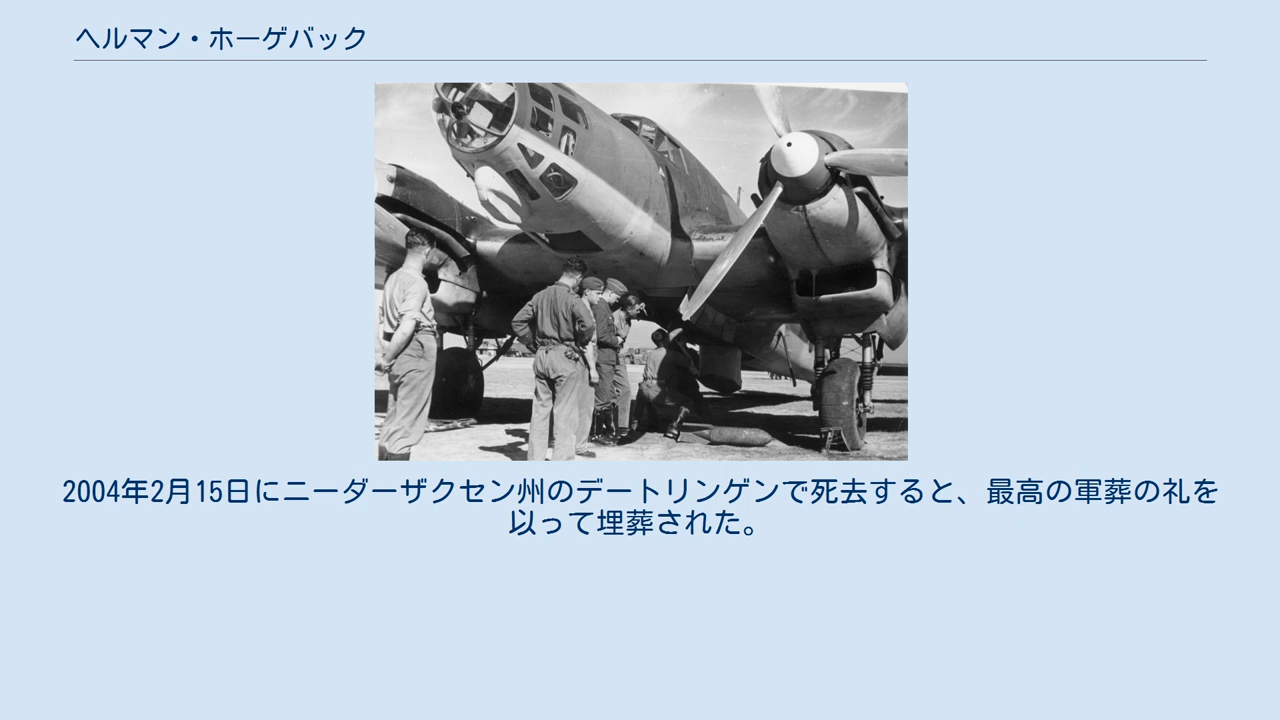 ヘルマン・ホーゲバック
2004年2月15日にニーダーザクセン州のデートリンゲンで死去すると、最高の軍葬の礼を
以って埋葬された。